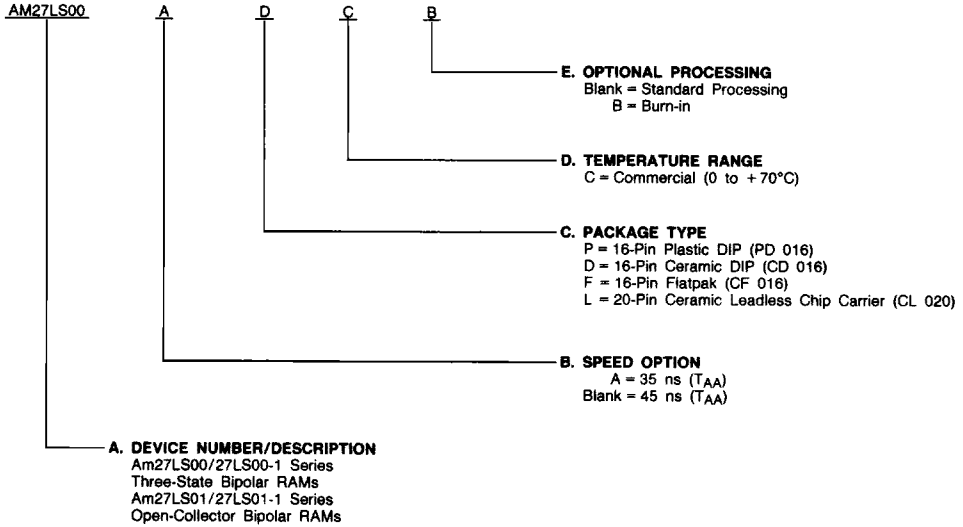 AM27LS00 A D C B
E. OPTIONAL PROCESSING
Blank = Standard Processing
B = Burn-in
D. TEMPERATURE RANGE
C = Commercial (0 to +70°C)
C. PACKAGE TYPE
P = 16-Pin Plastic DIP (PD 016)
D = 16-Pin Ceramic DIP (CD 016)
F = 16-Pin Flatpak (CF 016)
L = 20-Pin Ceramic Leadless Chip Carrier (CL 020)
B. SPEED OPTION
A = 35 ns (TAA)
Blank = 45 ns (TAA)
A. DEVICE NUMBER/DESCRIPTION
Am27LS00/27LS00-1 Series
Three-State Bipolar RAMs
Am27LS01/27LS01-1 Series
Open-Collector Bipolar RAMs